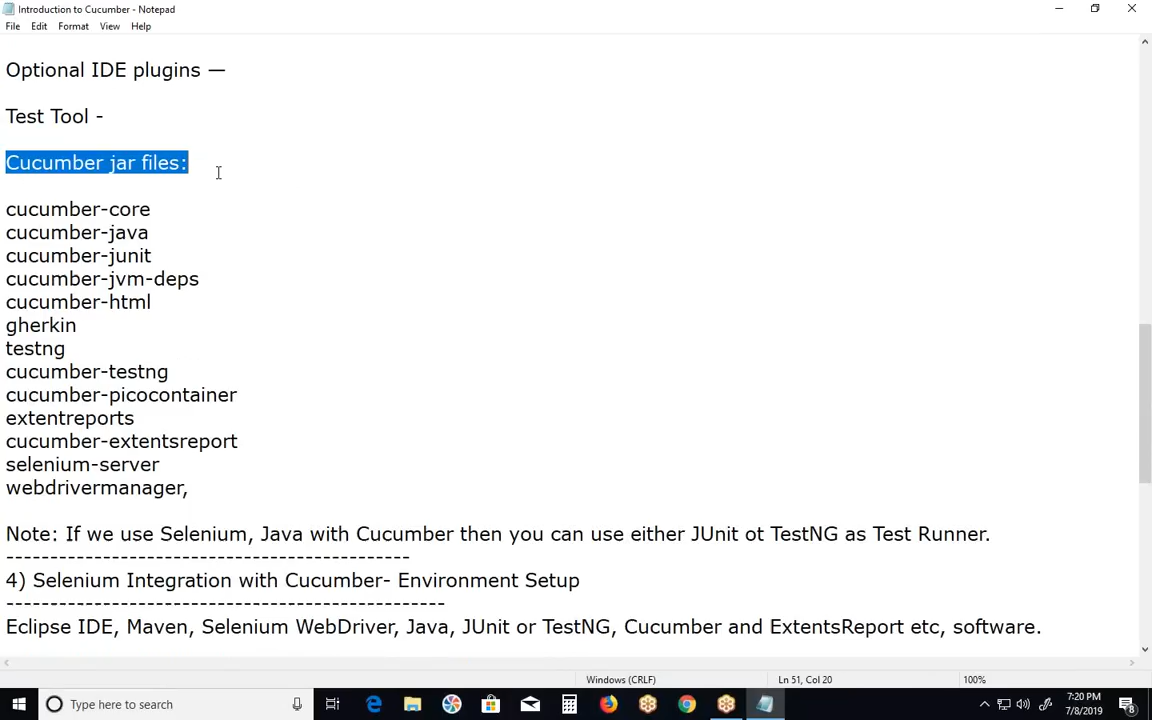 Introduction to Cucumber - Notepad
File Edit Format View Help
Optional IDE plugins —
Test Tool -
Cucumber jar files:
cucumber-core
cucumber-java
cucumber-junit
cucumber-jvm-deps
cucumber-html
gherkin
testng
cucumber-testng
cucumber-picocontainer
extentreports
cucumber-extentsreport
selenium-server
webdrivermanager,
Note: If we use Selenium, Java with Cucumber then you can use either JUnit ot TestNG as Test Runner.
----------------------------------------------
4) Selenium Integration with Cucumber- Environment Setup
--------------------------------------------------
Eclipse IDE, Maven, Selenium WebDriver, Java, JUnit or TestNG, Cucumber and ExtentsReport etc, software.
Windows (CRLF) Ln 51, Col 20 100%
Type here to search
7:20 PM
7/8/2019
8